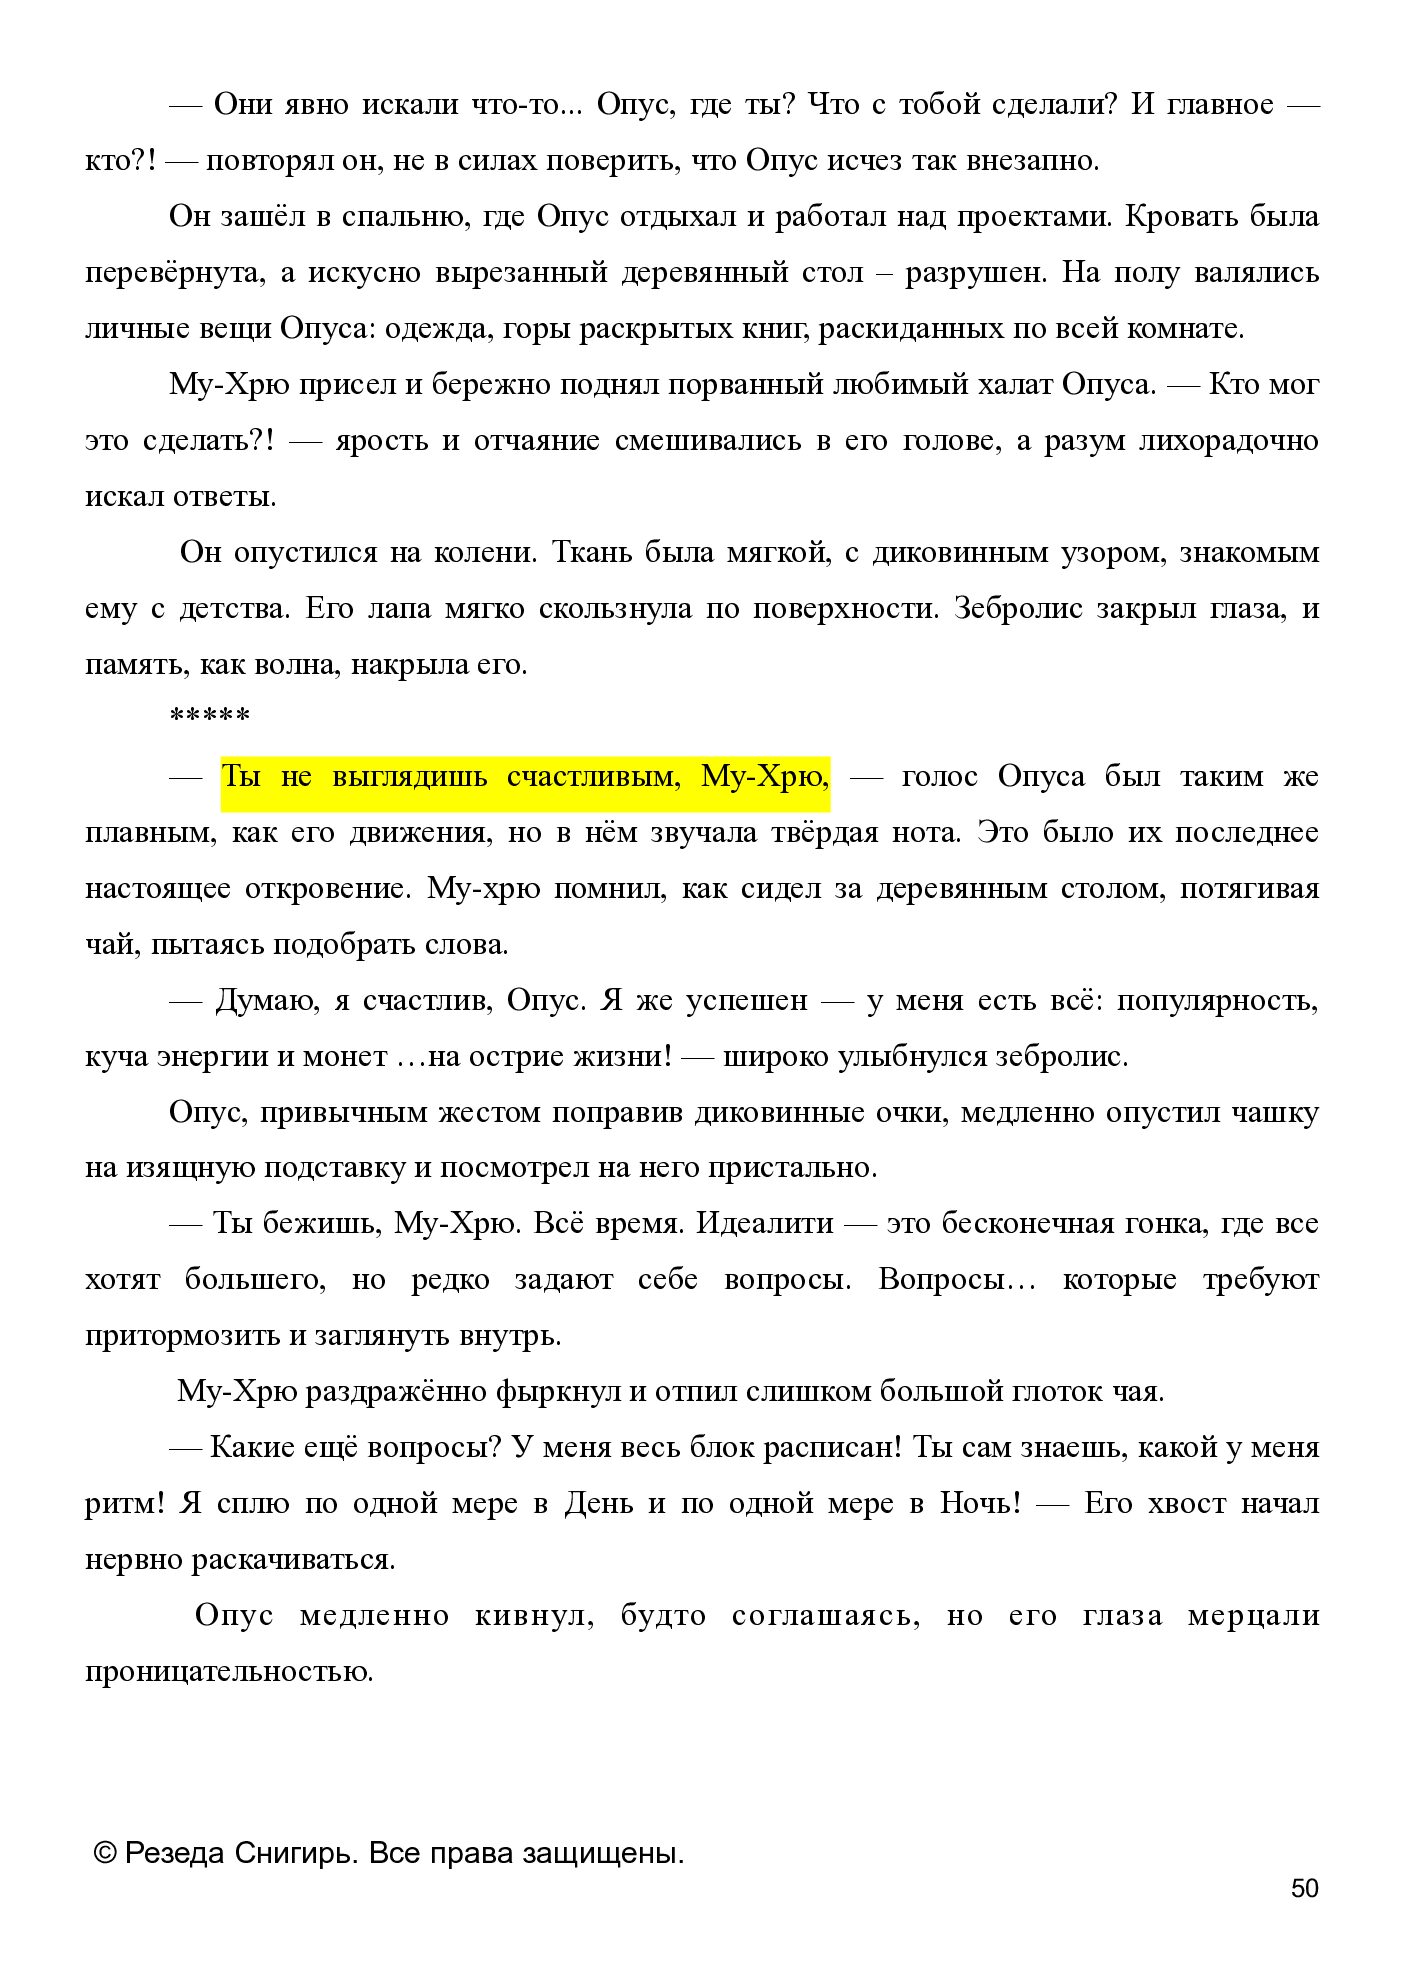 — Они явно искали что-то... Опус, где ты? Что с тобой сделали? И главное —
кто?! — повторял он, не в силах поверить, что Опус исчез так внезапно.
Он зашёл в спальню, где Опус отдыхал и работал над проектами. Кровать была
перевёрнута, а искусно вырезанный деревянный стол – разрушен. На полу валялись
личные вещи Опуса: одежда, горы раскрытых книг, раскиданных по всей комнате.
Му-Хрю присел и бережно поднял порванный любимый халат Опуса. — Кто мог
это сделать?! — ярость и отчаяние смешивались в его голове, а разум лихорадочно
искал ответы.
Он опустился на колени. Ткань была мягкой, с диковинным узором, знакомым
ему с детства. Его лапа мягко скользнула по поверхности. Зебролис закрыл глаза, и
память, как волна, накрыла его.
*****
— Ты не выглядишь счастливым, Му-Хрю, — голос Опуса был таким же
плавным, как его движения, но в нём звучала твёрдая нота. Это было их последнее
настоящее откровение. Му-хрю помнил, как сидел за деревянным столом, потягивая
чай, пытаясь подобрать слова.
— Думаю, я счастлив, Опус. Я же успешен — у меня есть всё: популярность,
куча энергии и монет …на острие жизни! — широко улыбнулся зебролис.
Опус, привычным жестом поправив диковинные очки, медленно опустил чашку
на изящную подставку и посмотрел на него пристально.
— Ты бежишь, Му-Хрю. Всё время. Идеалити — это бесконечная гонка, где все
хотят большего, но редко задают себе вопросы. Вопросы… которые требуют
притормозить и заглянуть внутрь.
Му-Хрю раздражённо фыркнул и отпил слишком большой глоток чая.
— Какие ещё вопросы? У меня весь блок расписан! Ты сам знаешь, какой у меня
ритм! Я сплю по одной мере в День и по одной мере в Ночь! — Его хвост начал
нервно раскачиваться.
Опус медленно кивнул, будто соглашаясь, но его глаза мерцали
проницательностью.
© Резеда Снигирь. Все права защищены.
50